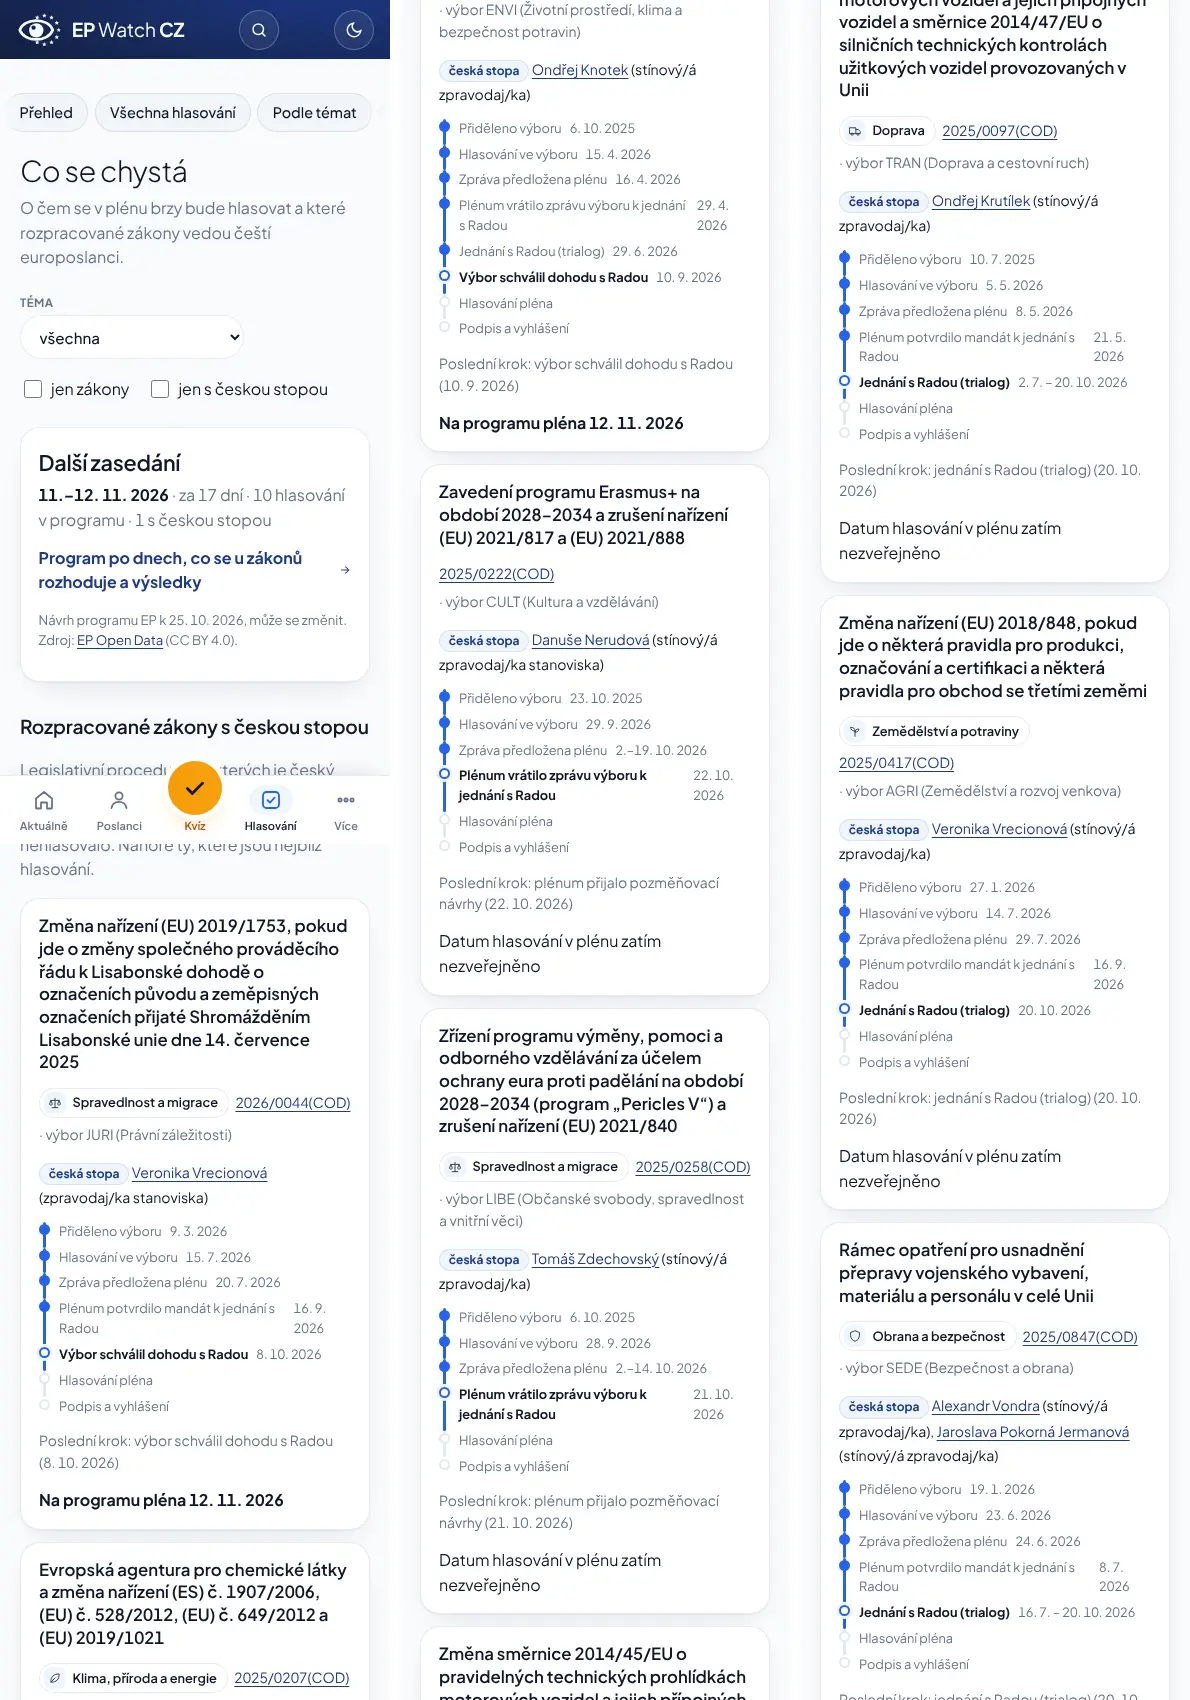 EP Watch CZ
Přehled
Všechna hlasování
Podle témat
Co se chystá
O čem se v plénu brzy bude hlasovat a které
rozpracované zákony vedou čeští
europoslanci.
TÉMA
všechna
jen zákony
jen s českou stopou
Další zasedání
11.–12. 11. 2026 · za 17 dní · 10 hlasování
v programu · 1 s českou stopou
Program po dnech, co se u zákonů
rozhoduje a výsledky
Návrh programu EP k 25. 10. 2026, může se změnit.
Zdroj: EP Open Data (CC BY 4.0).
Rozpracované zákony s českou stopou
Aktuálně
Poslanci
Kvíz
Hlasování
Více
nehlasovalo. Nahoře ty, které jsou nejblíž
hlasování.
Změna nařízení (EU) 2019/1753, pokud
jde o změny společného prováděcího
řádu k Lisabonské dohodě o
označeních původu a zeměpisných
označeních přijaté Shromážděním
Lisabonské unie dne 14. července
2025
Spravedlnost a migrace 2026/0044(COD)
· výbor JURI (Právní záležitosti)
česká stopa Veronika Vrecionová
(zpravodaj/ka stanoviska)
Přiděleno výboru 9. 3. 2026
Hlasování ve výboru 15. 7. 2026
Zpráva předložena plénu 20. 7. 2026
Plénum potvrdilo mandát k jednání s 16. 9.
Radou 2026
Výbor schválil dohodu s Radou 8. 10. 2026
Hlasování pléna
Podpis a vyhlášení
Poslední krok: výbor schválil dohodu s Radou
(8. 10. 2026)
Na programu pléna 12. 11. 2026
Evropská agentura pro chemické látky
a změna nařízení (ES) č. 1907/2006,
(EU) č. 528/2012, (EU) č. 649/2012 a
(EU) 2019/1021
Klima, příroda a energie 2025/0207(COD)
· výbor ENVI (Životní prostředí, klima a
bezpečnost potravin)
česká stopa Ondřej Knotek (stínový/á
zpravodaj/ka)
Přiděleno výboru 6. 10. 2025
Hlasování ve výboru 15. 4. 2026
Zpráva předložena plénu 16. 4. 2026
Plénum vrátilo zprávu výboru k jednání 29. 4.
s Radou 2026
Jednání s Radou (trialog) 29. 6. 2026
Výbor schválil dohodu s Radou 10. 9. 2026
Hlasování pléna
Podpis a vyhlášení
Poslední krok: výbor schválil dohodu s Radou
(10. 9. 2026)
Na programu pléna 12. 11. 2026
Zavedení programu Erasmus+ na
období 2028–2034 a zrušení nařízení
(EU) 2021/817 a (EU) 2021/888
2025/0222(COD)
· výbor CULT (Kultura a vzdělávání)
česká stopa Danuše Nerudová (stínový/á
zpravodaj/ka stanoviska)
Přiděleno výboru 23. 10. 2025
Hlasování ve výboru 29. 9. 2026
Zpráva předložena plénu 2.–19. 10. 2026
Plénum vrátilo zprávu výboru k 22. 10.
jednání s Radou 2026
Hlasování pléna
Podpis a vyhlášení
Poslední krok: plénum přijalo pozměňovací
návrhy (22. 10. 2026)
Datum hlasování v plénu zatím
nezveřejněno
Zřízení programu výměny, pomoci a
odborného vzdělávání za účelem
ochrany eura proti padělání na období
2028–2034 (program „Pericles V“) a
zrušení nařízení (EU) 2021/840
Spravedlnost a migrace 2025/0258(COD)
· výbor LIBE (Občanské svobody, spravedlnost
a vnitřní věci)
česká stopa Tomáš Zdechovský (stínový/á
zpravodaj/ka)
Přiděleno výboru 6. 10. 2025
Hlasování ve výboru 28. 9. 2026
Zpráva předložena plénu 2.–14. 10. 2026
Plénum vrátilo zprávu výboru k 21. 10.
jednání s Radou 2026
Hlasování pléna
Podpis a vyhlášení
Poslední krok: plénum přijalo pozměňovací
návrhy (21. 10. 2026)
Datum hlasování v plénu zatím
nezveřejněno
Změna směrnice 2014/45/EU o
pravidelných technických prohlídkách
motorových vozidel a jejich přípojných
vozidel a směrnice 2014/47/EU o
silničních technických kontrolách
užitkových vozidel provozovaných v
Unii
Doprava 2025/0097(COD)
· výbor TRAN (Doprava a cestovní ruch)
česká stopa Ondřej Krutílek (stínový/á
zpravodaj/ka)
Přiděleno výboru 10. 7. 2025
Hlasování ve výboru 5. 5. 2026
Zpráva předložena plénu 8. 5. 2026
Plénum potvrdilo mandát k jednání s 21. 5.
Radou 2026
Jednání s Radou (trialog) 2. 7. – 20. 10. 2026
Hlasování pléna
Podpis a vyhlášení
Poslední krok: jednání s Radou (trialog) (20. 10.
2026)
Datum hlasování v plénu zatím
nezveřejněno
Změna nařízení (EU) 2018/848, pokud
jde o některá pravidla pro produkci,
označování a certifikaci a některá
pravidla pro obchod se třetími zeměmi
Zemědělství a potraviny
2025/0417(COD)
· výbor AGRI (Zemědělství a rozvoj venkova)
česká stopa Veronika Vrecionová (stínový/á
zpravodaj/ka)
Přiděleno výboru 27. 1. 2026
Hlasování ve výboru 14. 7. 2026
Zpráva předložena plénu 29. 7. 2026
Plénum potvrdilo mandát k jednání s 16. 9.
Radou 2026
Jednání s Radou (trialog) 20. 10. 2026
Hlasování pléna
Podpis a vyhlášení
Poslední krok: jednání s Radou (trialog) (20. 10.
2026)
Datum hlasování v plénu zatím
nezveřejněno
Rámec opatření pro usnadnění
přepravy vojenského vybavení,
materiálu a personálu v celé Unii
Obrana a bezpečnost 2025/0847(COD)
· výbor SEDE (Bezpečnost a obrana)
česká stopa Alexandr Vondra (stínový/á
zpravodaj/ka), Jaroslava Pokorná Jermanová
(stínový/á zpravodaj/ka)
Přiděleno výboru 19. 1. 2026
Hlasování ve výboru 23. 6. 2026
Zpráva předložena plénu 24. 6. 2026
Plénum potvrdilo mandát k jednání s 8. 7.
Radou 2026
Jednání s Radou (trialog) 16. 7. – 20. 10. 2026
Hlasování pléna
Podpis a vyhlášení